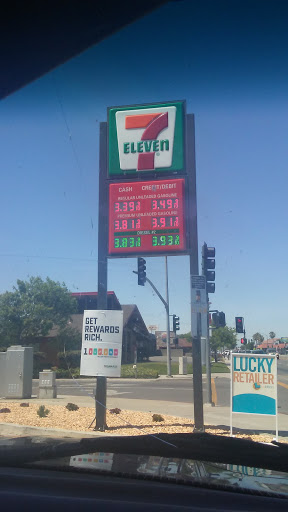 7
ELEVEN
CASH CREDIT/DEBIT
REGULAR UNLEADED GASOLINE
3.39 3.49
PREMIUM UNLEADED GASOLINE
3.81 3.91
DIESEL #2
3.83 3.93
GET
REWARDS
RICH.
LUCKY
RETAILER